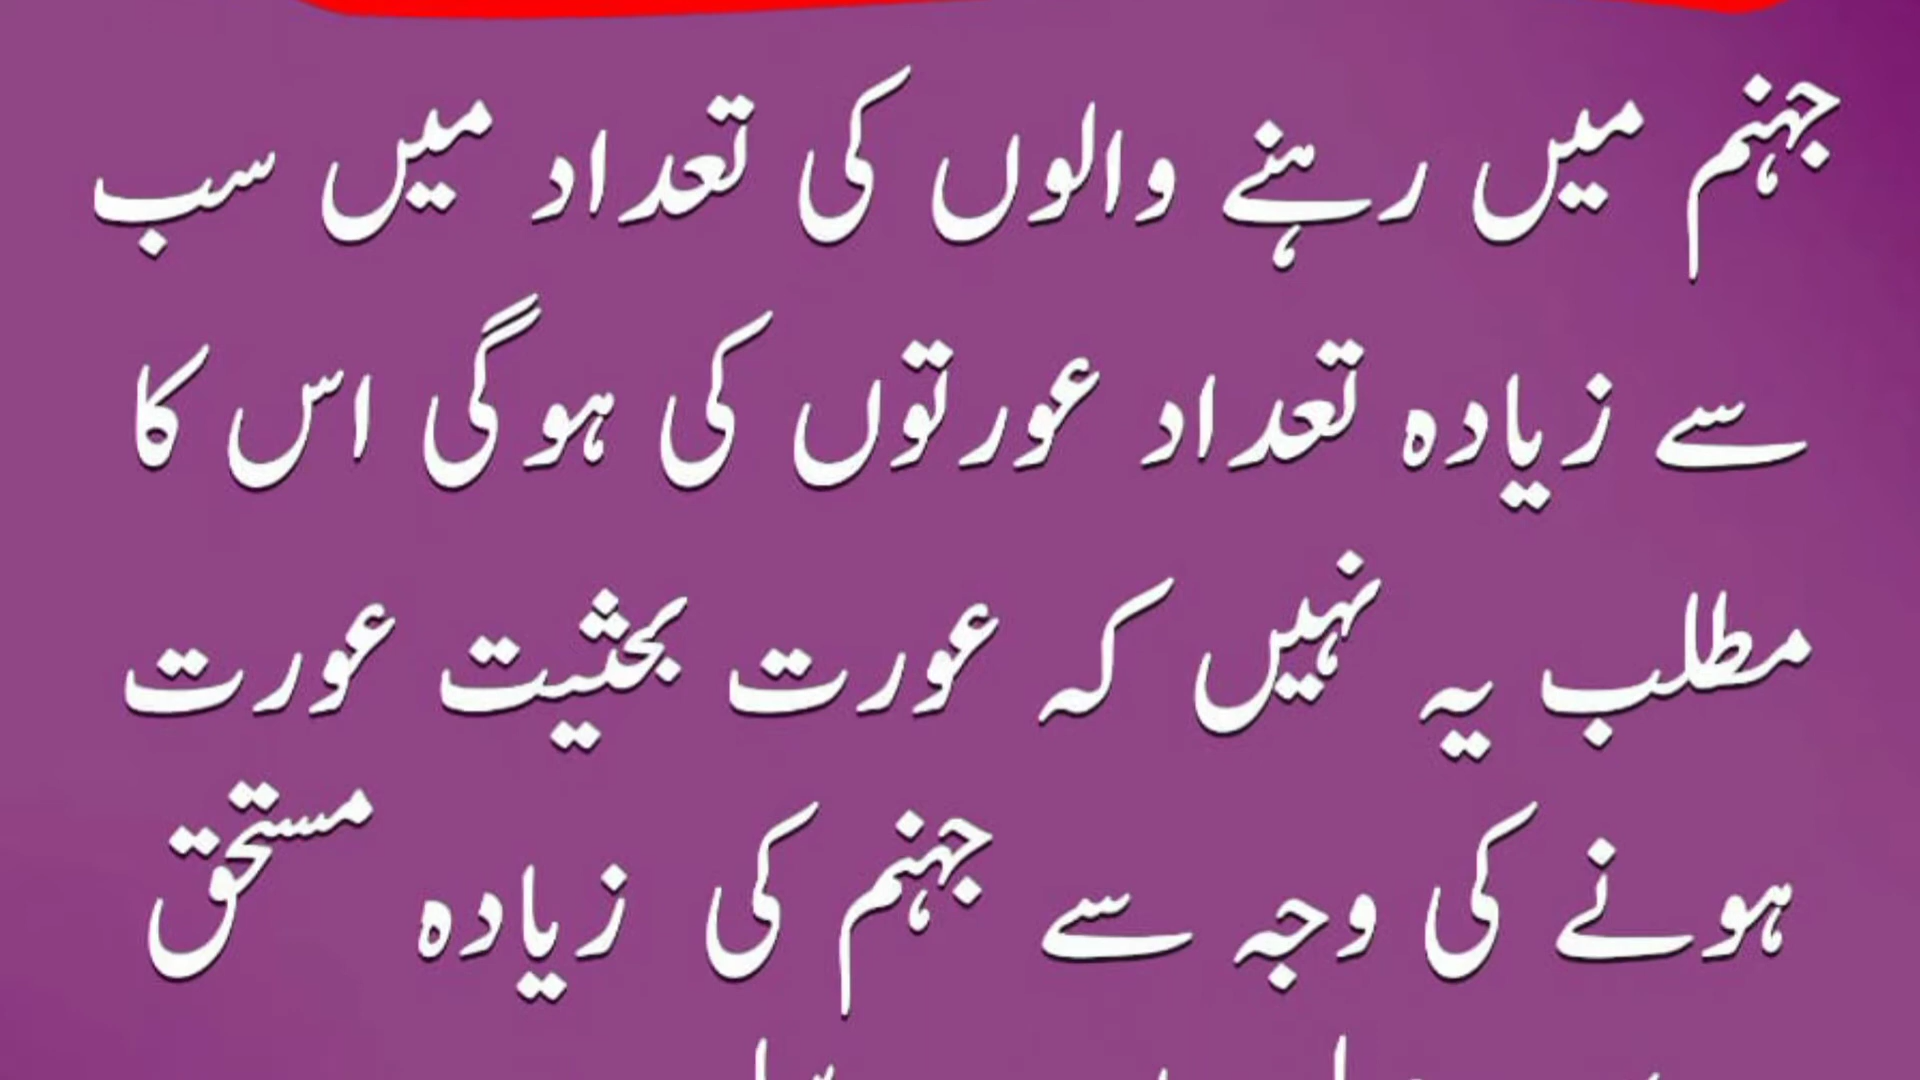 جہنم میں رہنے والوں کی تعداد میں سب
سے زیادہ تعداد عورتوں کی ہوگی اس کا
مطلب یہ نہیں کہ عورت بحثیت عورت
ہونے کی وجہ سے جہنم کی زیادہ مستحق